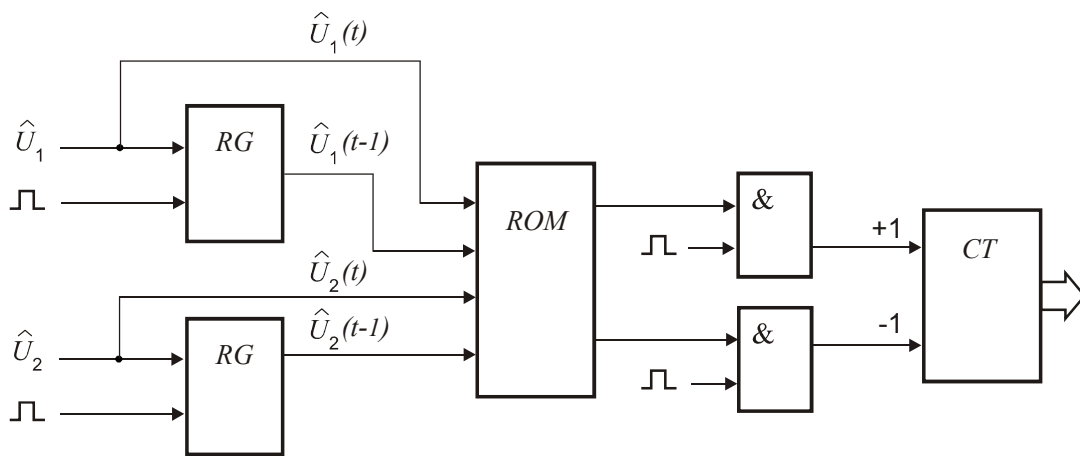 Û₁(t)
Û₁
RG
Û₁(t-1)
ROM
&
+1
CT
Û₂(t)
Û₂
RG
Û₂(t-1)
&
-1